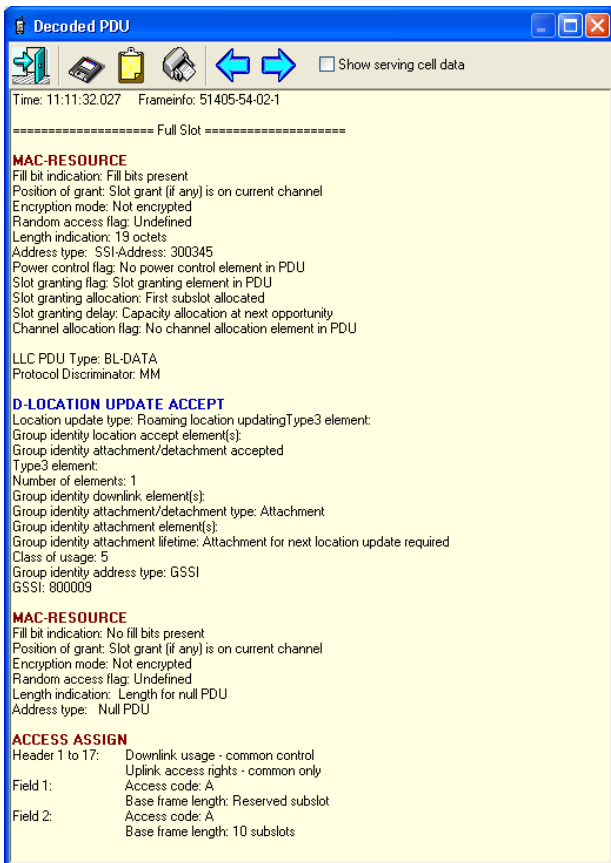 Decoded PDU
Show serving cell data
Time: 11:11:32.027 Frameinfo: 51405-54-02-1
==================== Full Slot ====================
MAC-RESOURCE
Fill bit indication: Fill bits present
Position of grant: Slot grant (if any) is on current channel
Encryption mode: Not encrypted
Random access flag: Undefined
Length indication: 19 octets
Address type: SSI-Address: 300345
Power control flag: No power control element in PDU
Slot granting flag: Slot granting element in PDU
Slot granting allocation: First subslot allocated
Slot granting delay: Capacity allocation at next opportunity
Channel allocation flag: No channel allocation element in PDU
LLC PDU Type: BL-DATA
Protocol Discriminator: MM
D-LOCATION UPDATE ACCEPT
Location update type: Roaming location updatingType3 element:
Group identity location accept element(s):
Group identity attachment/detachment accepted
Type3 element:
Number of elements: 1
Group identity downlink element(s):
Group identity attachment/detachment type: Attachment
Group identity attachment element(s):
Group identity attachment lifetime: Attachment for next location update required
Class of usage: 5
Group identity address type: GSSI
GSSI: 800009
MAC-RESOURCE
Fill bit indication: No fill bits present
Position of grant: Slot grant (if any) is on current channel
Encryption mode: Not encrypted
Random access flag: Undefined
Length indication: Length for null PDU
Address type: Null PDU
ACCESS ASSIGN
Header 1 to 17: Downlink usage - common control
Uplink access rights - common only
Field 1: Access code: A
Base frame length: Reserved subslot
Field 2: Access code: A
Base frame length: 10 subslots